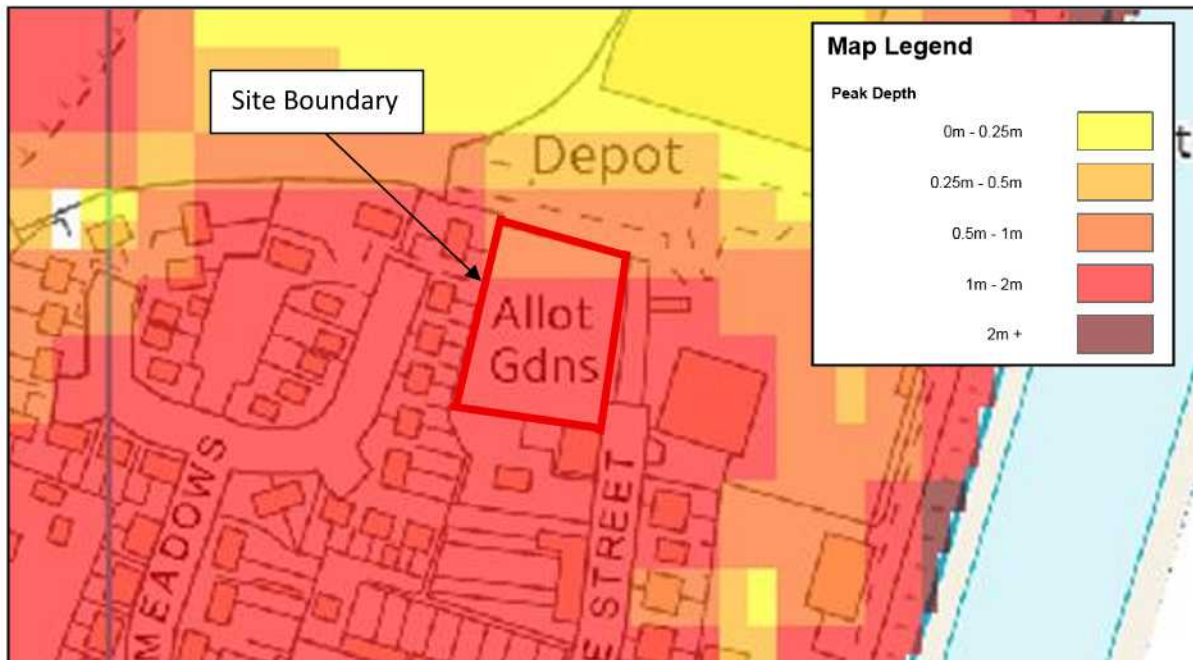 Site Boundary
Map Legend
Peak Depth
0m - 0.25m
0.25m - 0.5m
0.5m - 1m
1m - 2m
2m +
Depot
t
Allot
Gdns
MEADOWS
E STREET